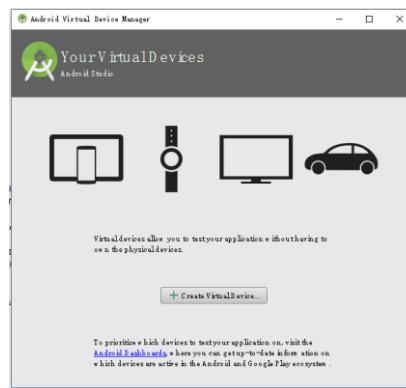 Android Virtual Device Manager
Your Virtual Devices
Android Studio
Virtual devices allow you to test your application without having to
own the physical devices.
+ Create Virtual Device...
To prioritize which devices to test your application on, visit the
Android Dashboards, where you can get up-to-date information on
which devices are active in the Android and Google Play ecosystem.